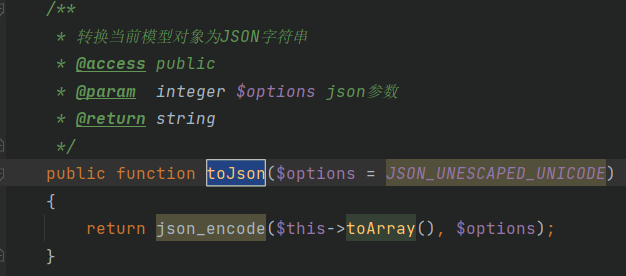 /**
 * 转换当前模型对象为JSON字符串
 * @access public
 * @param  integer $options json参数
 * @return string
 */
public function toJson($options = JSON_UNESCAPED_UNICODE)
{
    return json_encode($this->toArray(), $options);
}